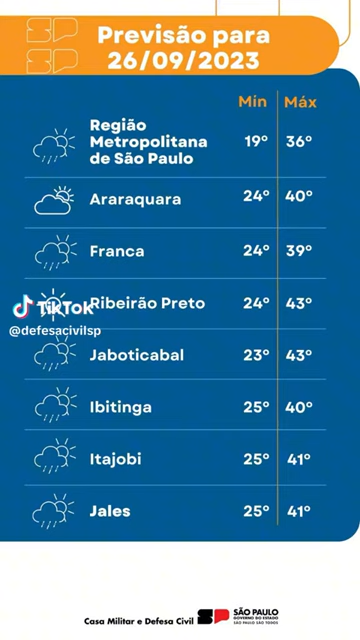 Previsão para
26/09/2023
Min Máx
Região
Metropolitana
de São Paulo 19° 36°
Araraquara 24° 40°
Franca 24° 39°
Ribeirão Preto 24° 43°
TikTok
@defesacivilsp
Jaboticabal 23° 43°
Ibitinga 25° 40°
Itajobi 25° 41°
Jales 25° 41°
Casa Militar e Defesa Civil
SP
SÃO PAULO
GOVERNO DO ESTADO
SÃO PAULO SÃO TODOS